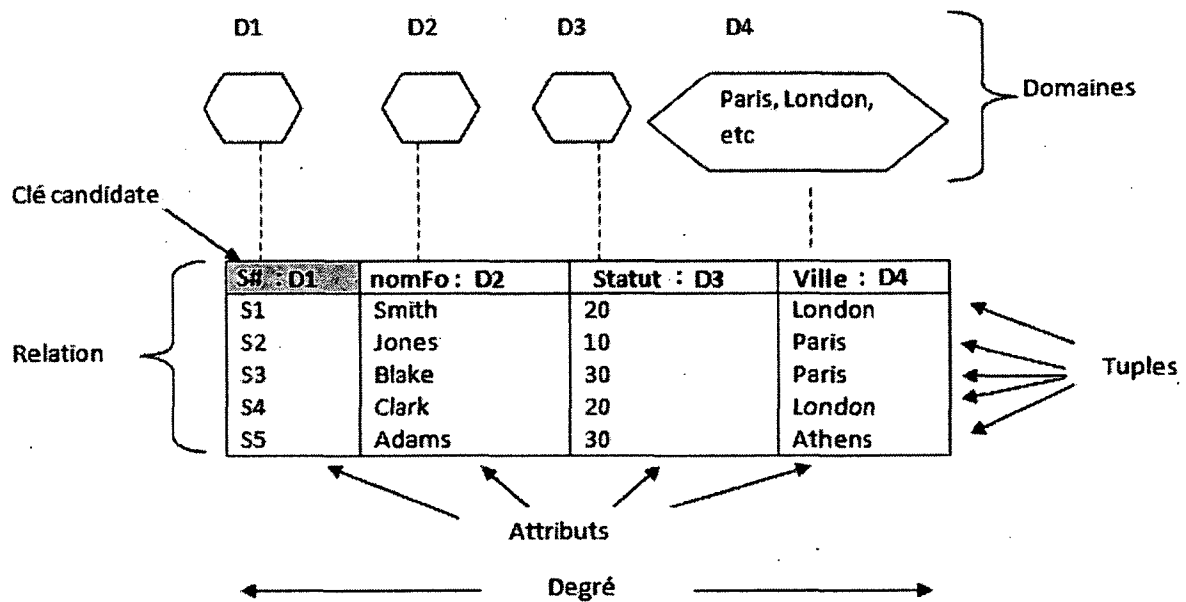 D1 D2 D3 D4
Paris, London,
etc
Domaines
Clé candidate
S# : D1 nomFo : D2 Statut : D3 Ville : D4
S1 Smith 20 London
S2 Jones 10 Paris
Relation
S3 Blake 30 Paris
Tuples
S4 Clark 20 London
S5 Adams 30 Athens
Attributs
Degré